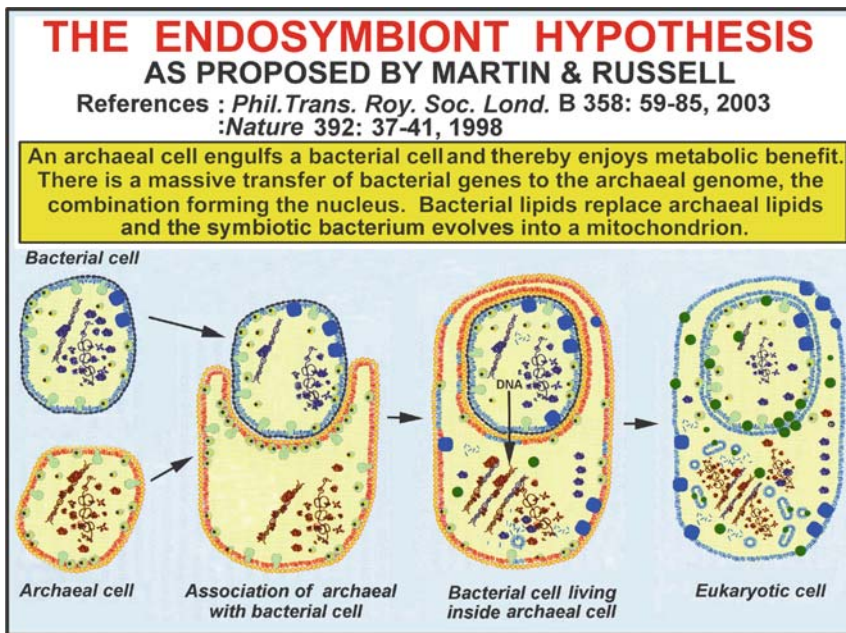 THE ENDOSYMBIONT HYPOTHESIS
AS PROPOSED BY MARTIN & RUSSELL
References : Phil.Trans. Roy. Soc. Lond. B 358: 59-85, 2003
:Nature 392: 37-41, 1998
An archaeal cell engulfs a bacterial cell and thereby enjoys metabolic benefit.
There is a massive transfer of bacterial genes to the archaeal genome, the
combination forming the nucleus. Bacterial lipids replace archaeal lipids
and the symbiotic bacterium evolves into a mitochondrion.
Bacterial cell
DNA
Archaeal cell
Association of archaeal
with bacterial cell
Bacterial cell living
inside archaeal cell
Eukaryotic cell